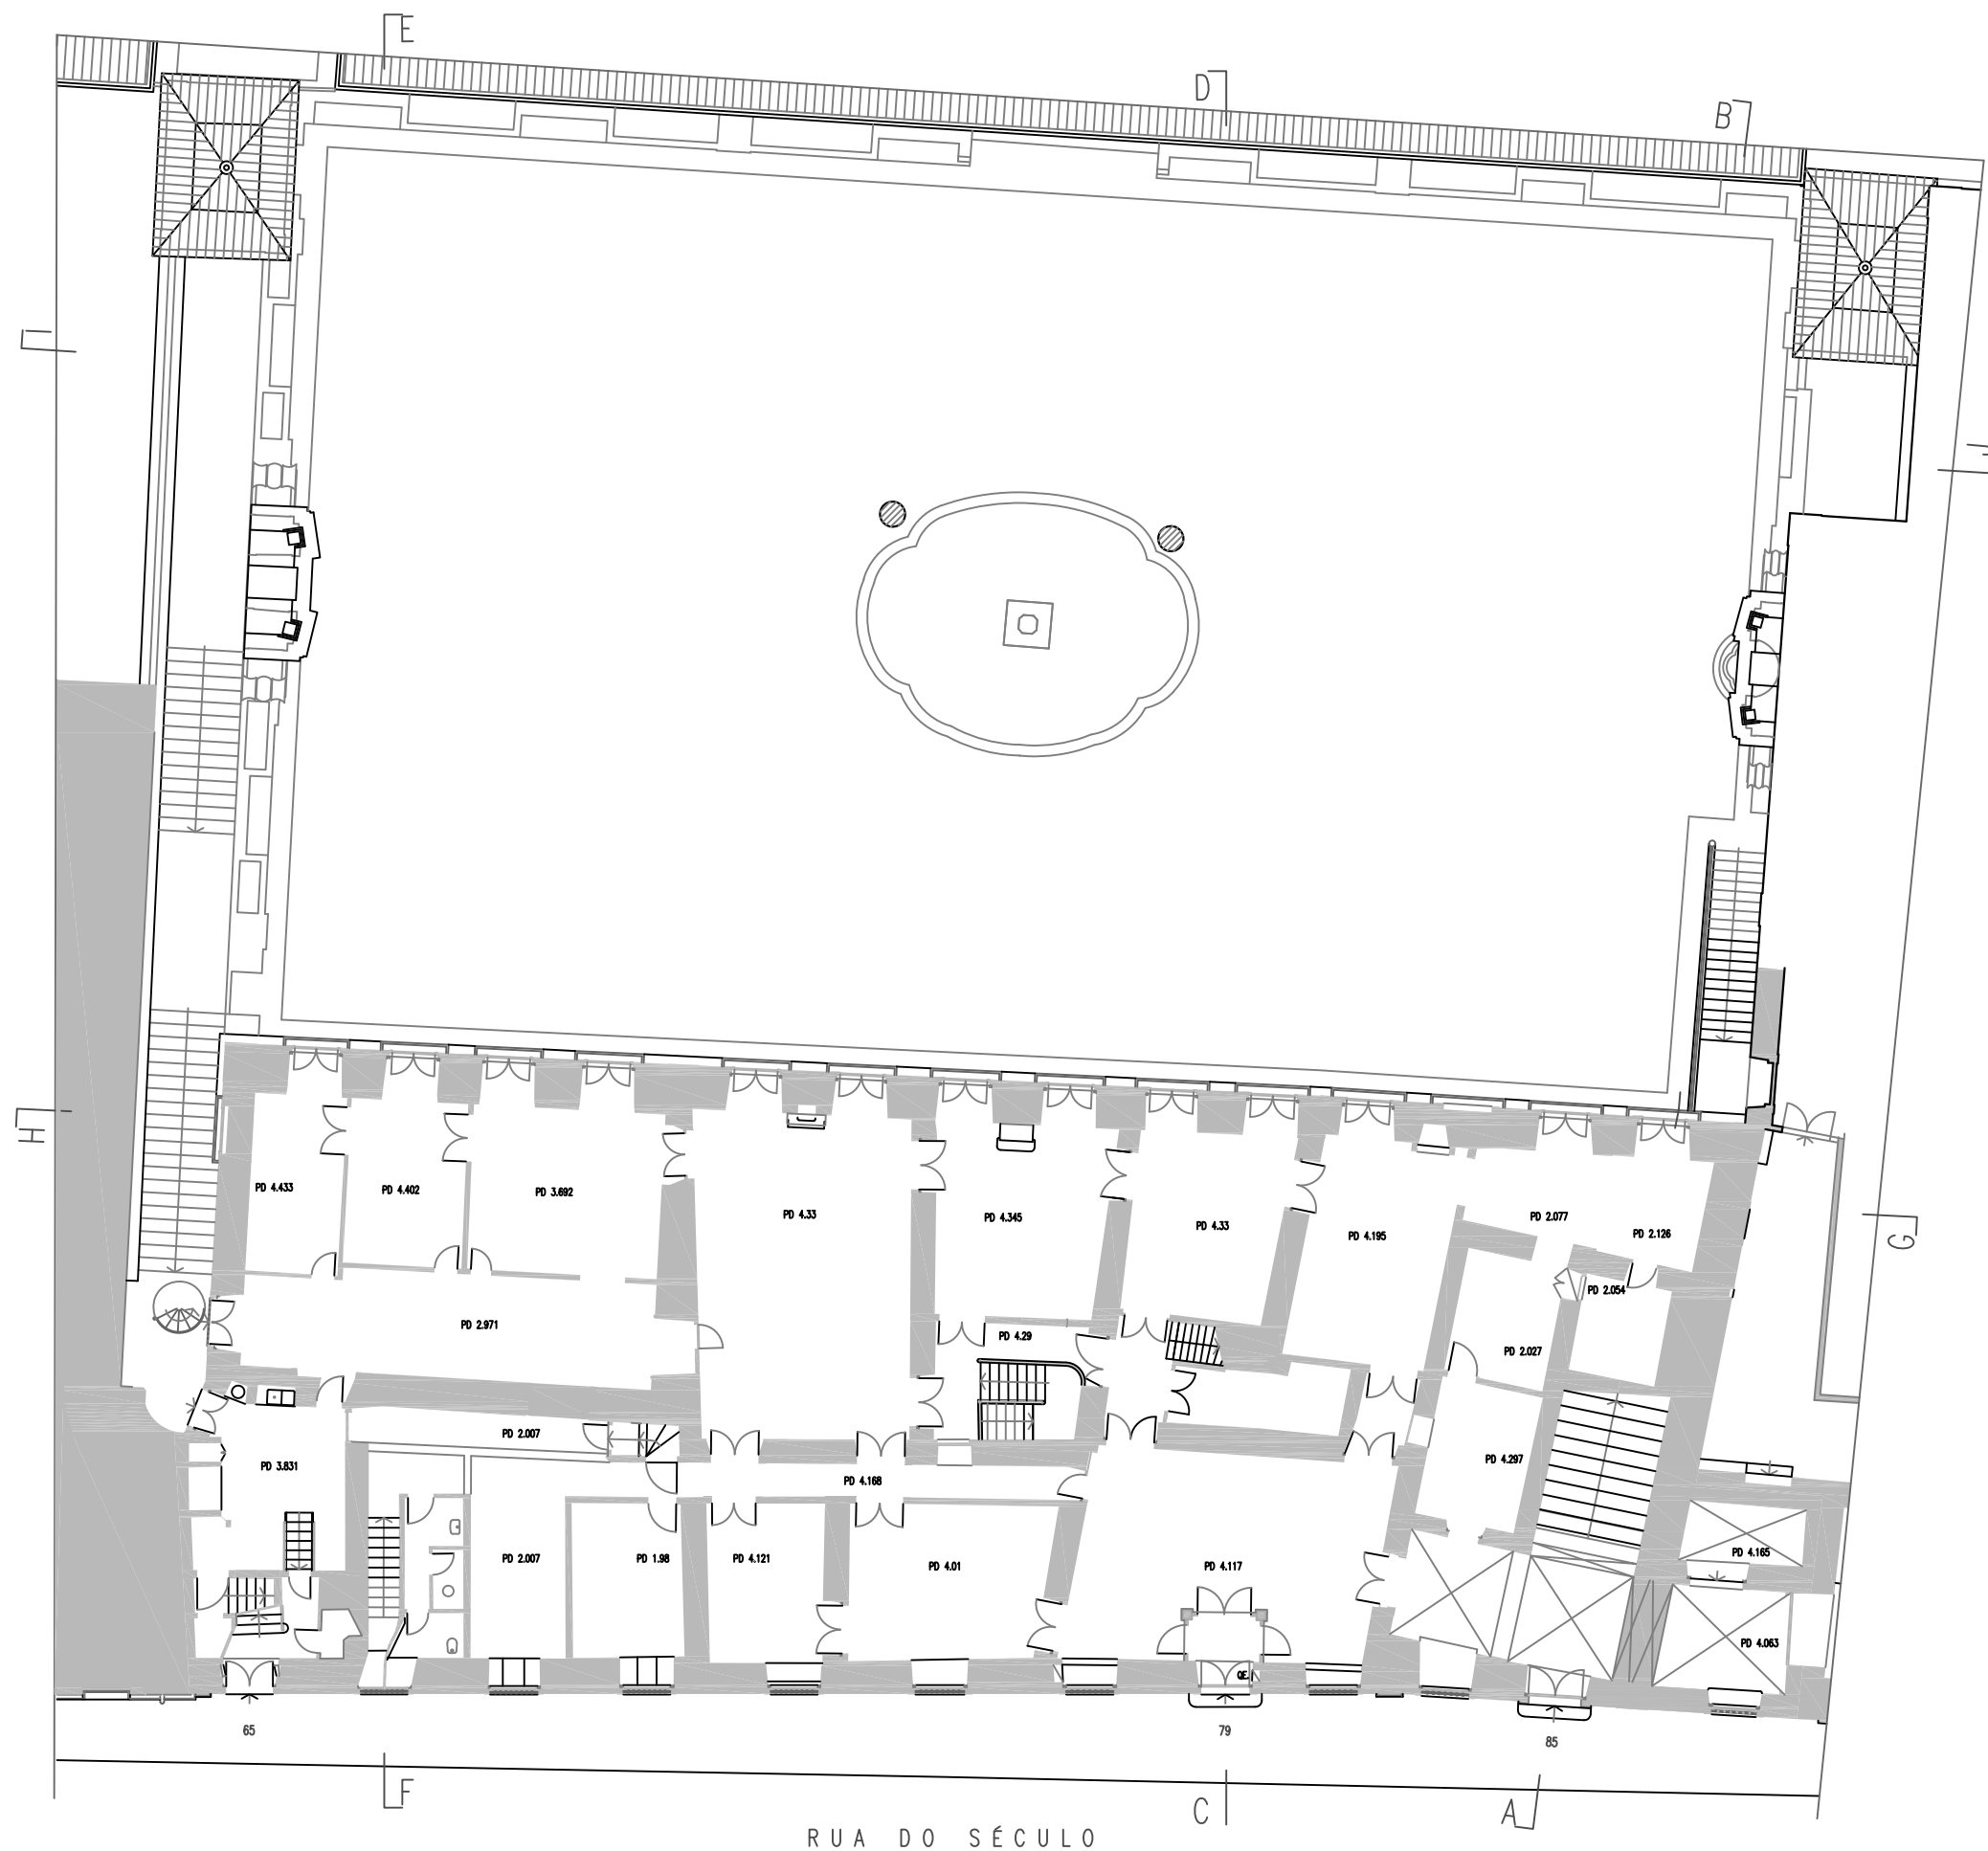 E
D
B
H
G
PD 4.433
PD 4.402
PD 3.692
PD 4.33
PD 4.345
PD 4.33
PD 4.195
PD 2.077
PD 2.126
PD 2.054
PD 2.971
PD 4.29
PD 2.027
PD 2.007
PD 3.831
PD 4.168
PD 4.297
PD 2.007
PD 1.98
PD 4.121
PD 4.01
PD 4.117
PD 4.165
PD 4.063
QE.
65
79
85
F
C
A
RUA DO SÉCULO